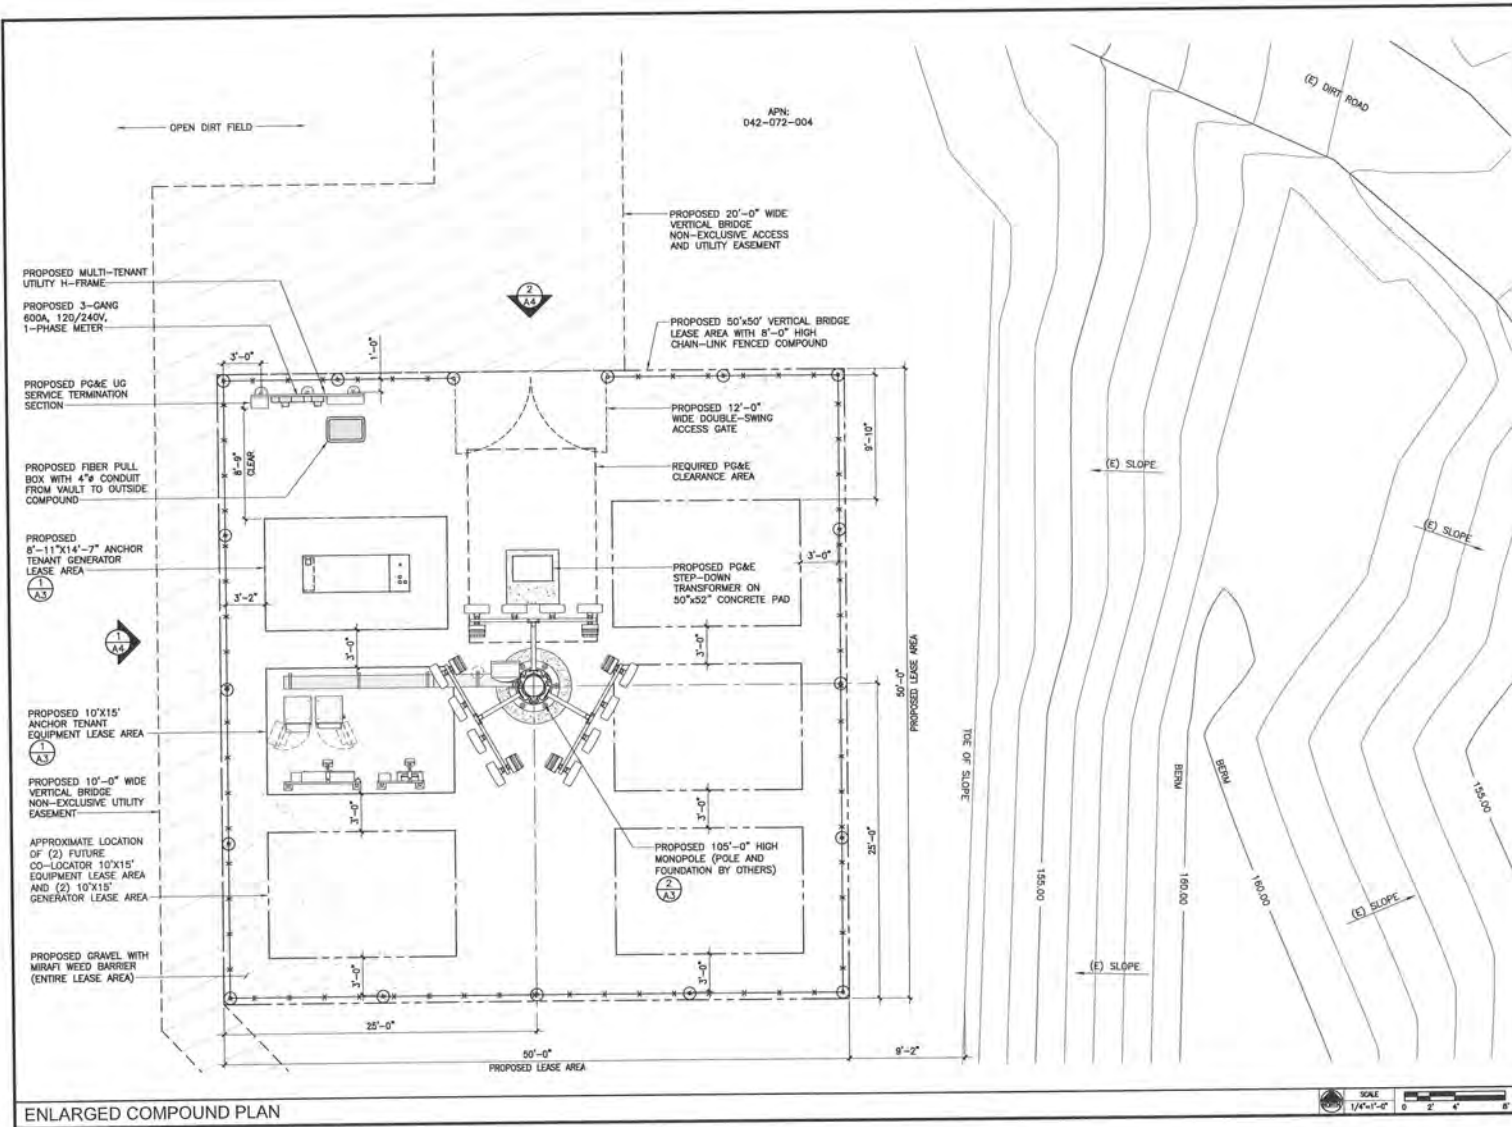 OPEN DIRT FIELD
APN:
042-072-004
(E) DIRT ROAD
PROPOSED 20'-0" WIDE
VERTICAL BRIDGE
NON-EXCLUSIVE ACCESS
AND UTILITY EASEMENT
PROPOSED MULTI-TENANT
UTILITY H-FRAME
PROPOSED 3-GANG
600A, 120/240V,
1-PHASE METER
2
A4
PROPOSED 50'x50' VERTICAL BRIDGE
LEASE AREA WITH 8'-0" HIGH
CHAIN-LINK FENCED COMPOUND
3'-0"
1'-0"
PROPOSED PG&E UG
SERVICE TERMINATION
SECTION
PROPOSED 12'-0"
WIDE DOUBLE-SWING
ACCESS GATE
9'-10"
8'-9"
CLEAR
PROPOSED FIBER PULL
BOX WITH 4"ø CONDUIT
FROM VAULT TO OUTSIDE
COMPOUND
REQUIRED PG&E
CLEARANCE AREA
(E) SLOPE
(E) SLOPE
PROPOSED
8'-11"X14'-7" ANCHOR
TENANT GENERATOR
LEASE AREA
1
A3
3'-2"
PROPOSED PG&E
STEP-DOWN
TRANSFORMER ON
50"x52" CONCRETE PAD
3'-0"
1
A4
3'-0"
3'-0"
50'-0"
PROPOSED LEASE AREA
PROPOSED 10'X15'
ANCHOR TENANT
EQUIPMENT LEASE AREA
1
A3
TOE OF SLOPE
BERM
BERM
155.00
PROPOSED 10'-0" WIDE
VERTICAL BRIDGE
NON-EXCLUSIVE UTILITY
EASEMENT
3'-0"
3'-0"
25'-0"
APPROXIMATE LOCATION
OF (2) FUTURE
CO-LOCATOR 10'X15'
EQUIPMENT LEASE AREA
AND (2) 10'X15'
GENERATOR LEASE AREA
PROPOSED 105'-0" HIGH
MONOPOLE (POLE AND
FOUNDATION BY OTHERS)
2
A3
155.00
160.00
160.00
(E) SLOPE
PROPOSED GRAVEL WITH
MIRAFI WEED BARRIER
(ENTIRE LEASE AREA)
3'-0"
3'-0"
(E) SLOPE
25'-0"
50'-0"
PROPOSED LEASE AREA
9'-2"
ENLARGED COMPOUND PLAN
SCALE
1/4"=1'-0"
0 2' 4' 8'